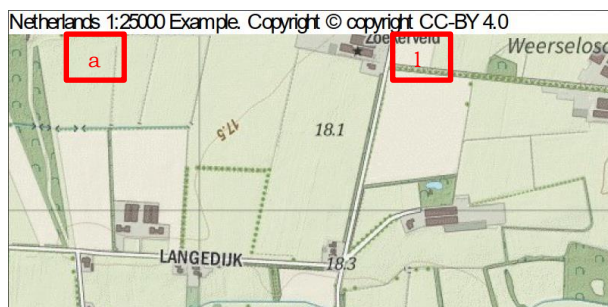 Netherlands 1:25000 Example. Copyright © copyright CC-BY 4.0
Zoekerveld
Weerselosc
a
1
17.5
18.1
LANGEDIJK
18.3